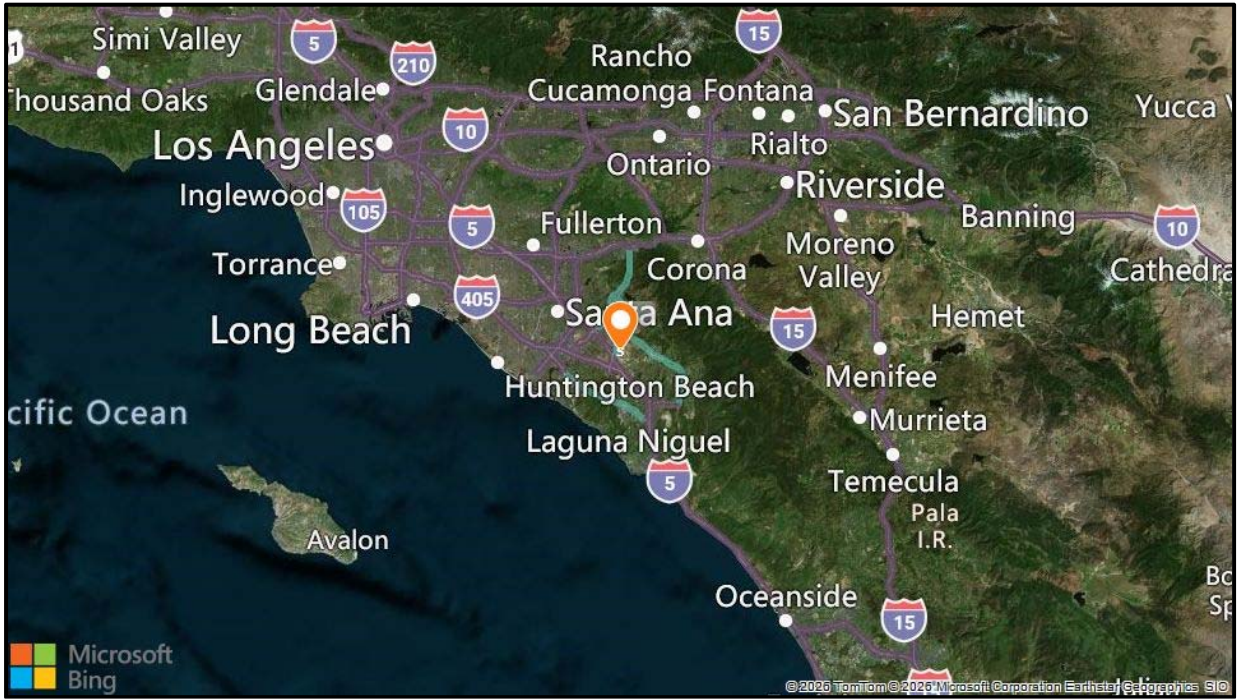 Simi Valley
5
15
1
210
Rancho
Thousand Oaks
Glendale
Cucamonga
Fontana
San Bernardino
Yucca V
10
Los Angeles
Ontario
Rialto
Inglewood
Riverside
105
5
Fullerton
Banning
10
Moreno
Valley
Torrance
Corona
Cathedra
405
Santa Ana
15
Hemet
Long Beach
Huntington Beach
Menifee
cific Ocean
Murrieta
Laguna Niguel
5
Temecula
Pala
I.R.
Avalon
Oceanside
15
Microsoft
Bing
© 2026 TomTom © 2026 Microsoft Corporation Earthstar Geographics SIO